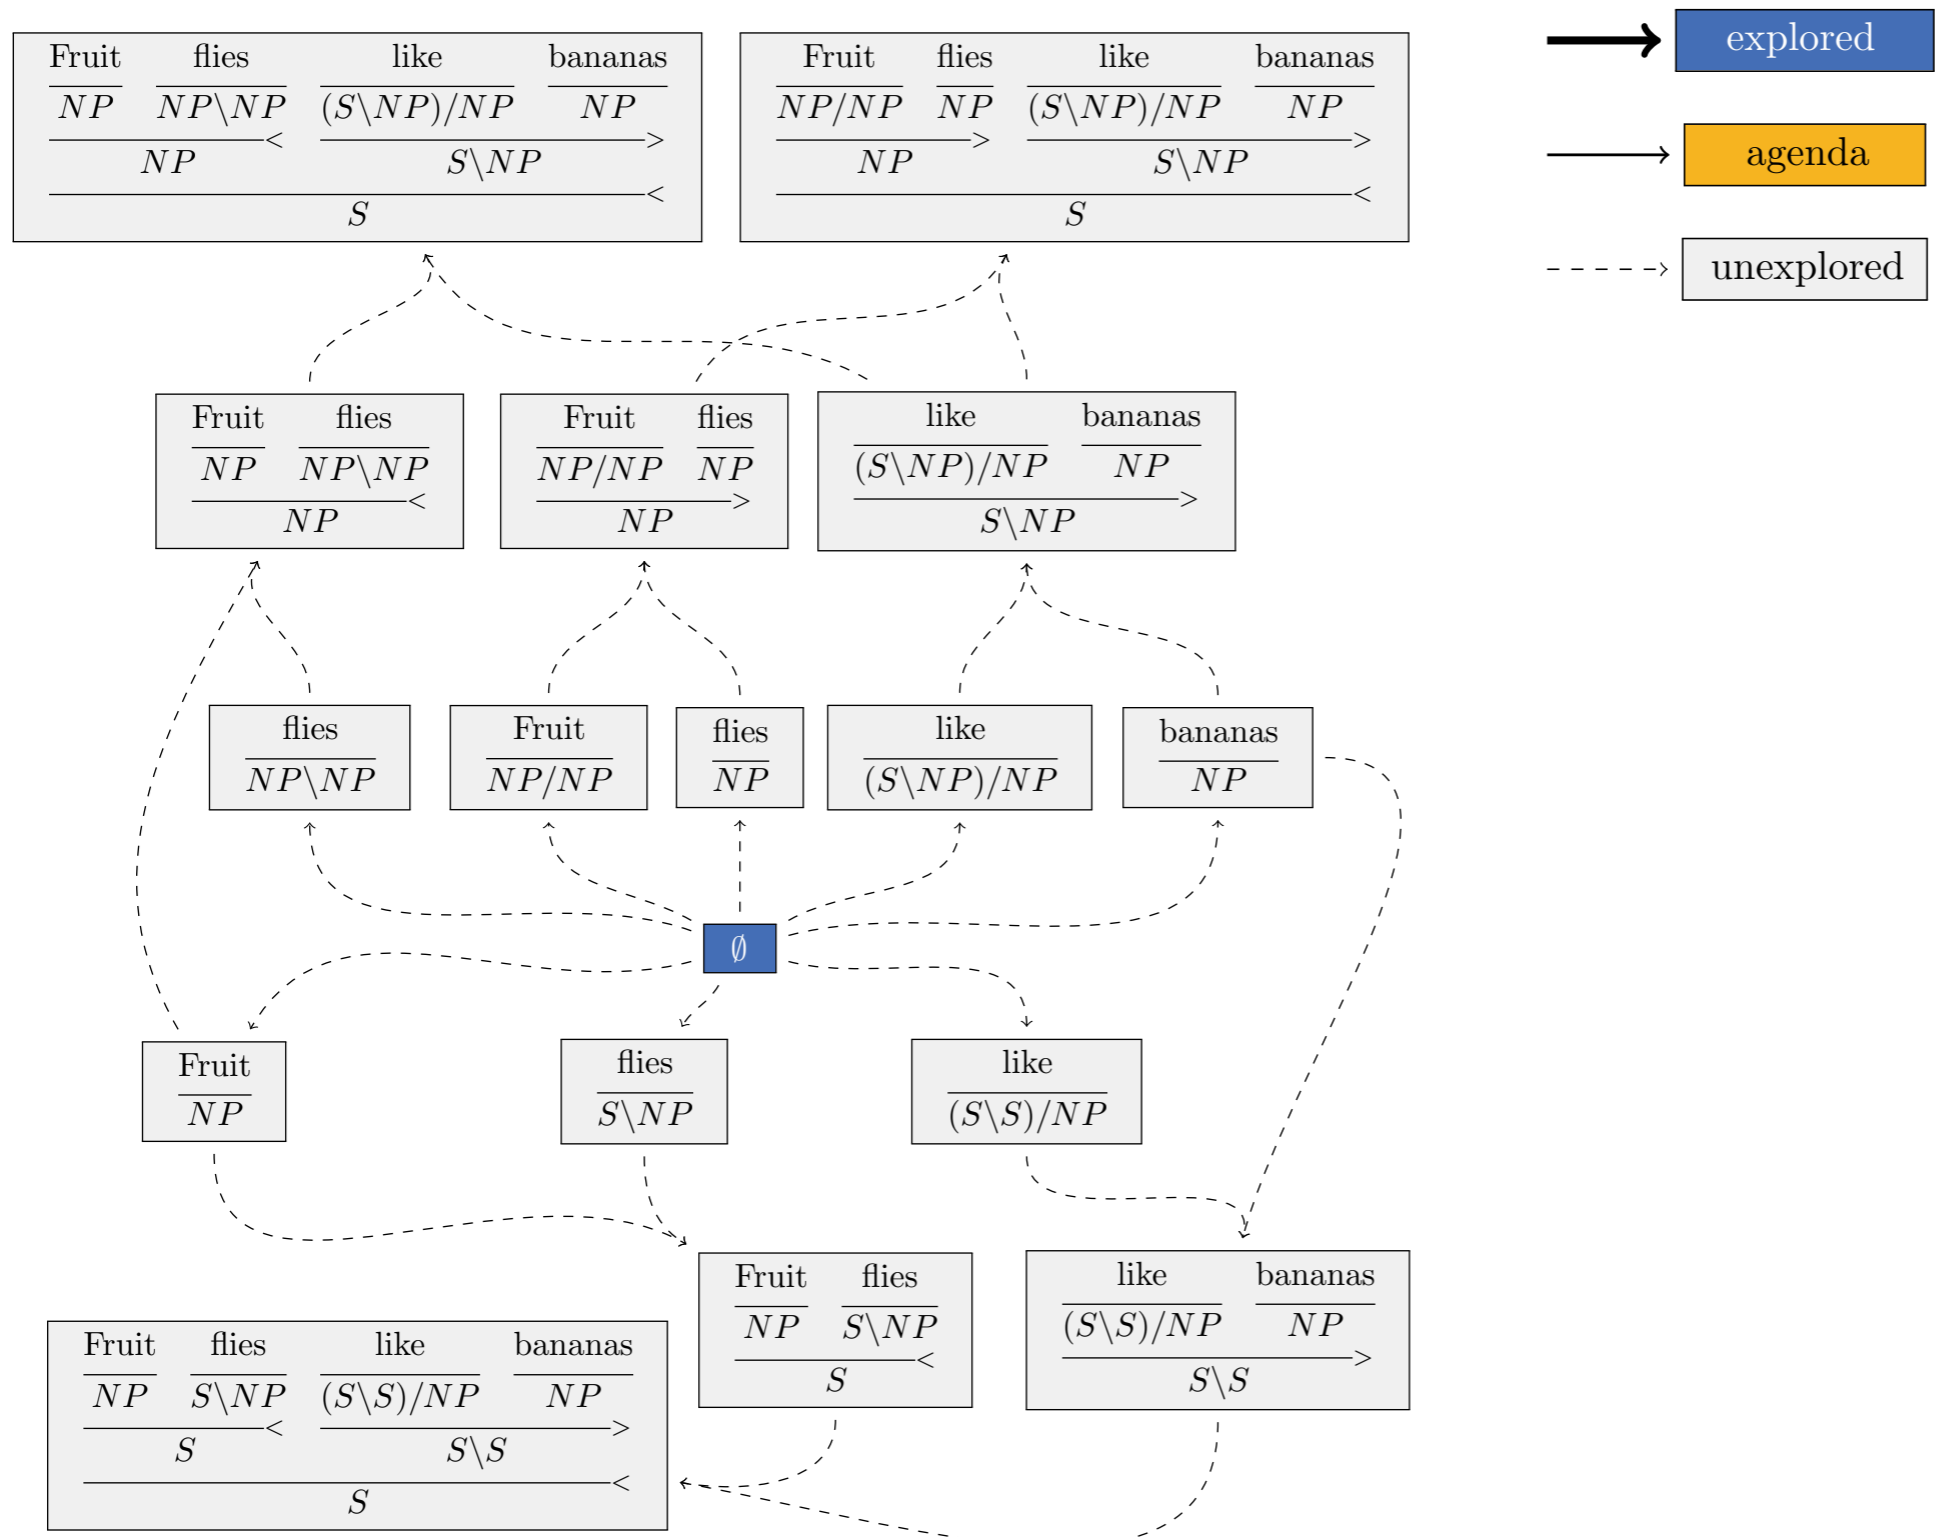 Fruit flies like bananas
NP NP\NP (S\NP)/NP bananas NP
NP < S\NP >
S <
Fruit flies like bananas
NP/NP NP (S\NP)/NP NP
NP > S\NP >
S <
explored
agenda
unexplored
Fruit flies
NP NP\NP
<
NP
Fruit flies
NP/NP NP
>
NP
like bananas
(S\NP)/NP NP
>
S\NP
flies
NP\NP
Fruit
NP/NP
flies
NP
like
(S\NP)/NP
bananas
NP
∅
Fruit
NP
flies
S\NP
like
(S\S)/NP
Fruit flies
NP S\NP
<
S
like bananas
(S\S)/NP NP
>
S\S
Fruit flies like bananas
NP S\NP (S\S)/NP NP
< >
S S\S
<
S